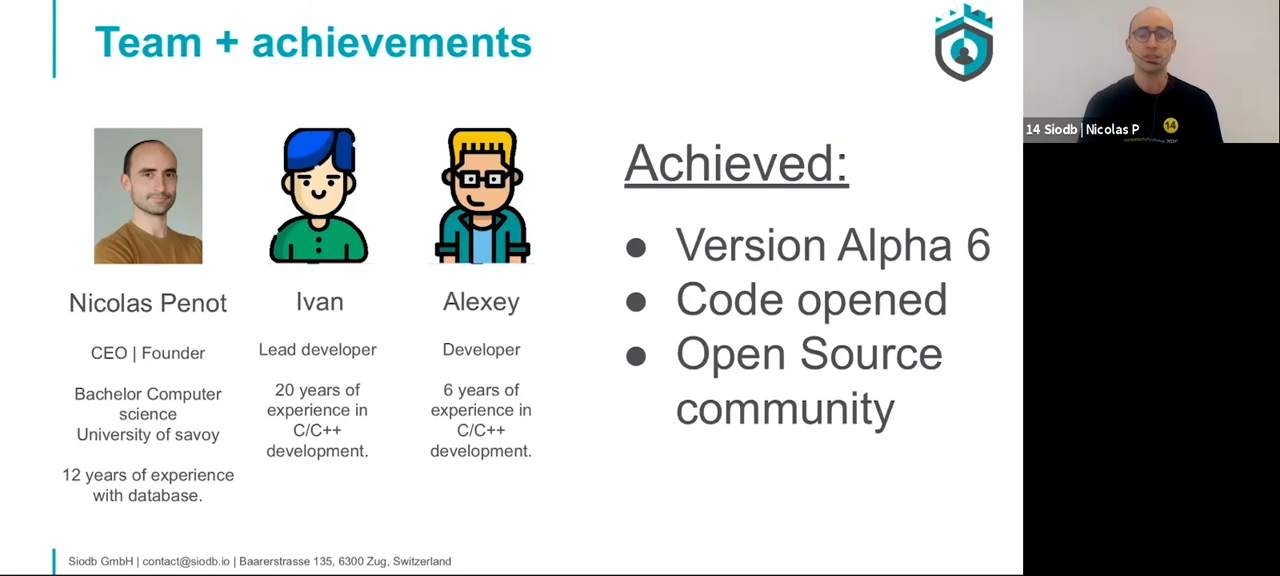 Team + achievements
14 Siodb | Nicolas P
14
Achieved:
Nicolas Penot
CEO | Founder
Bachelor Computer
science
University of savoy
12 years of experience
with database.
Ivan
Lead developer
20 years of
experience in
C/C++
development.
Alexey
Developer
6 years of
experience in
C/C++
development.
● Version Alpha 6
● Code opened
● Open Source
community
Siodb GmbH | contact@siodb.io | Baarerstrasse 135, 6300 Zug, Switzerland